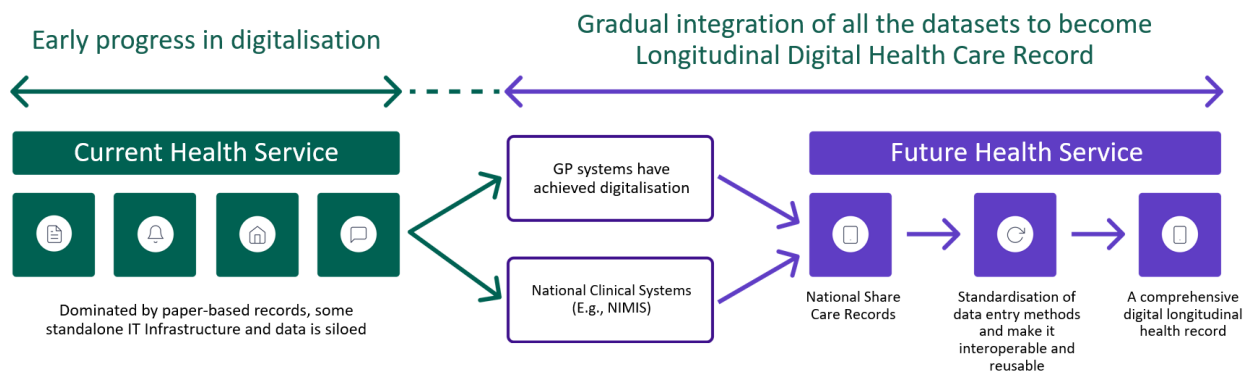 Early progress in digitalisation
Gradual integration of all the datasets to become
Longitudinal Digital Health Care Record
Current Health Service
Dominated by paper-based records, some
standalone IT Infrastructure and data is siloed
GP systems have
achieved digitalisation
National Clinical Systems
(E.g., NIMIS)
Future Health Service
National Share
Care Records
Standardisation of
data entry methods
and make it
interoperable and
reusable
A comprehensive
digital longitudinal
health record